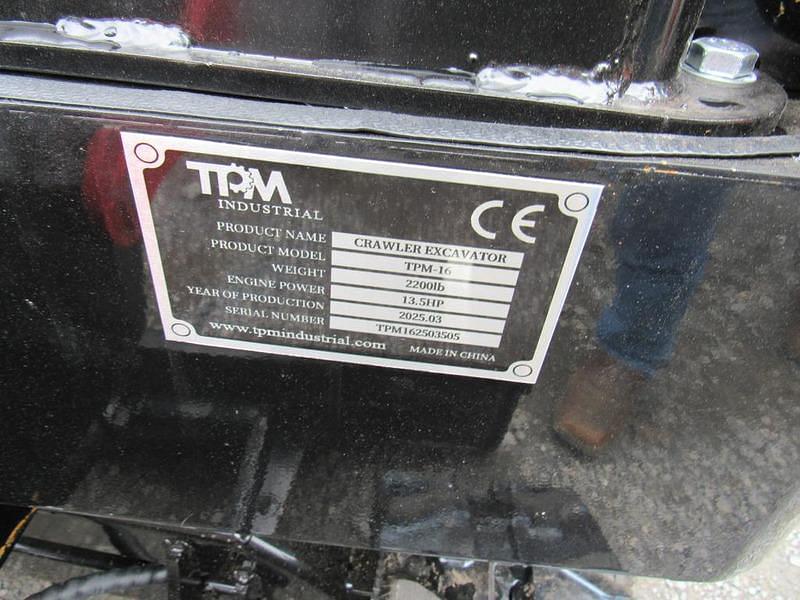 TPM
INDUSTRIAL
CE
PRODUCT NAME CRAWLER EXCAVATOR
PRODUCT MODEL TPM-16
WEIGHT 2200lb
ENGINE POWER 13.5HP
YEAR OF PRODUCTION 2025.03
SERIAL NUMBER TPM162503505
www.tpmindustrial.com MADE IN CHINA